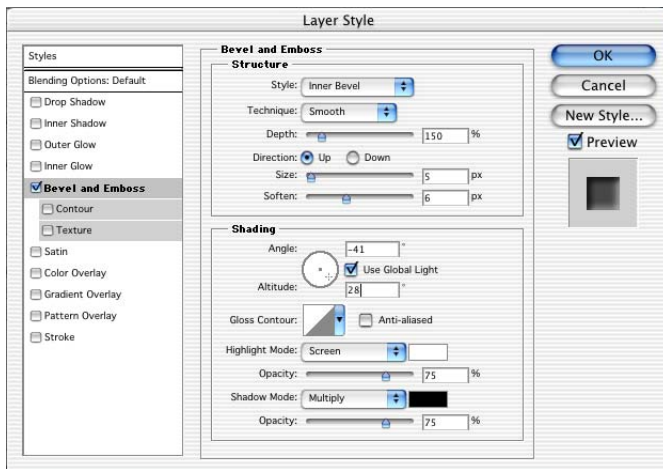 Layer Style
Styles
Blending Options: Default
Drop Shadow
Inner Shadow
Outer Glow
Inner Glow
Bevel and Emboss
Contour
Texture
Satin
Color Overlay
Gradient Overlay
Pattern Overlay
Stroke
Bevel and Emboss
Structure
Style: Inner Bevel
Technique: Smooth
Depth: 150 %
Direction: Up Down
Size: 5 px
Soften: 6 px
Shading
Angle: -41 °
Use Global Light
Altitude: 28 °
Gloss Contour: Anti-aliased
Highlight Mode: Screen
Opacity: 75 %
Shadow Mode: Multiply
Opacity: 75 %
OK
Cancel
New Style...
Preview